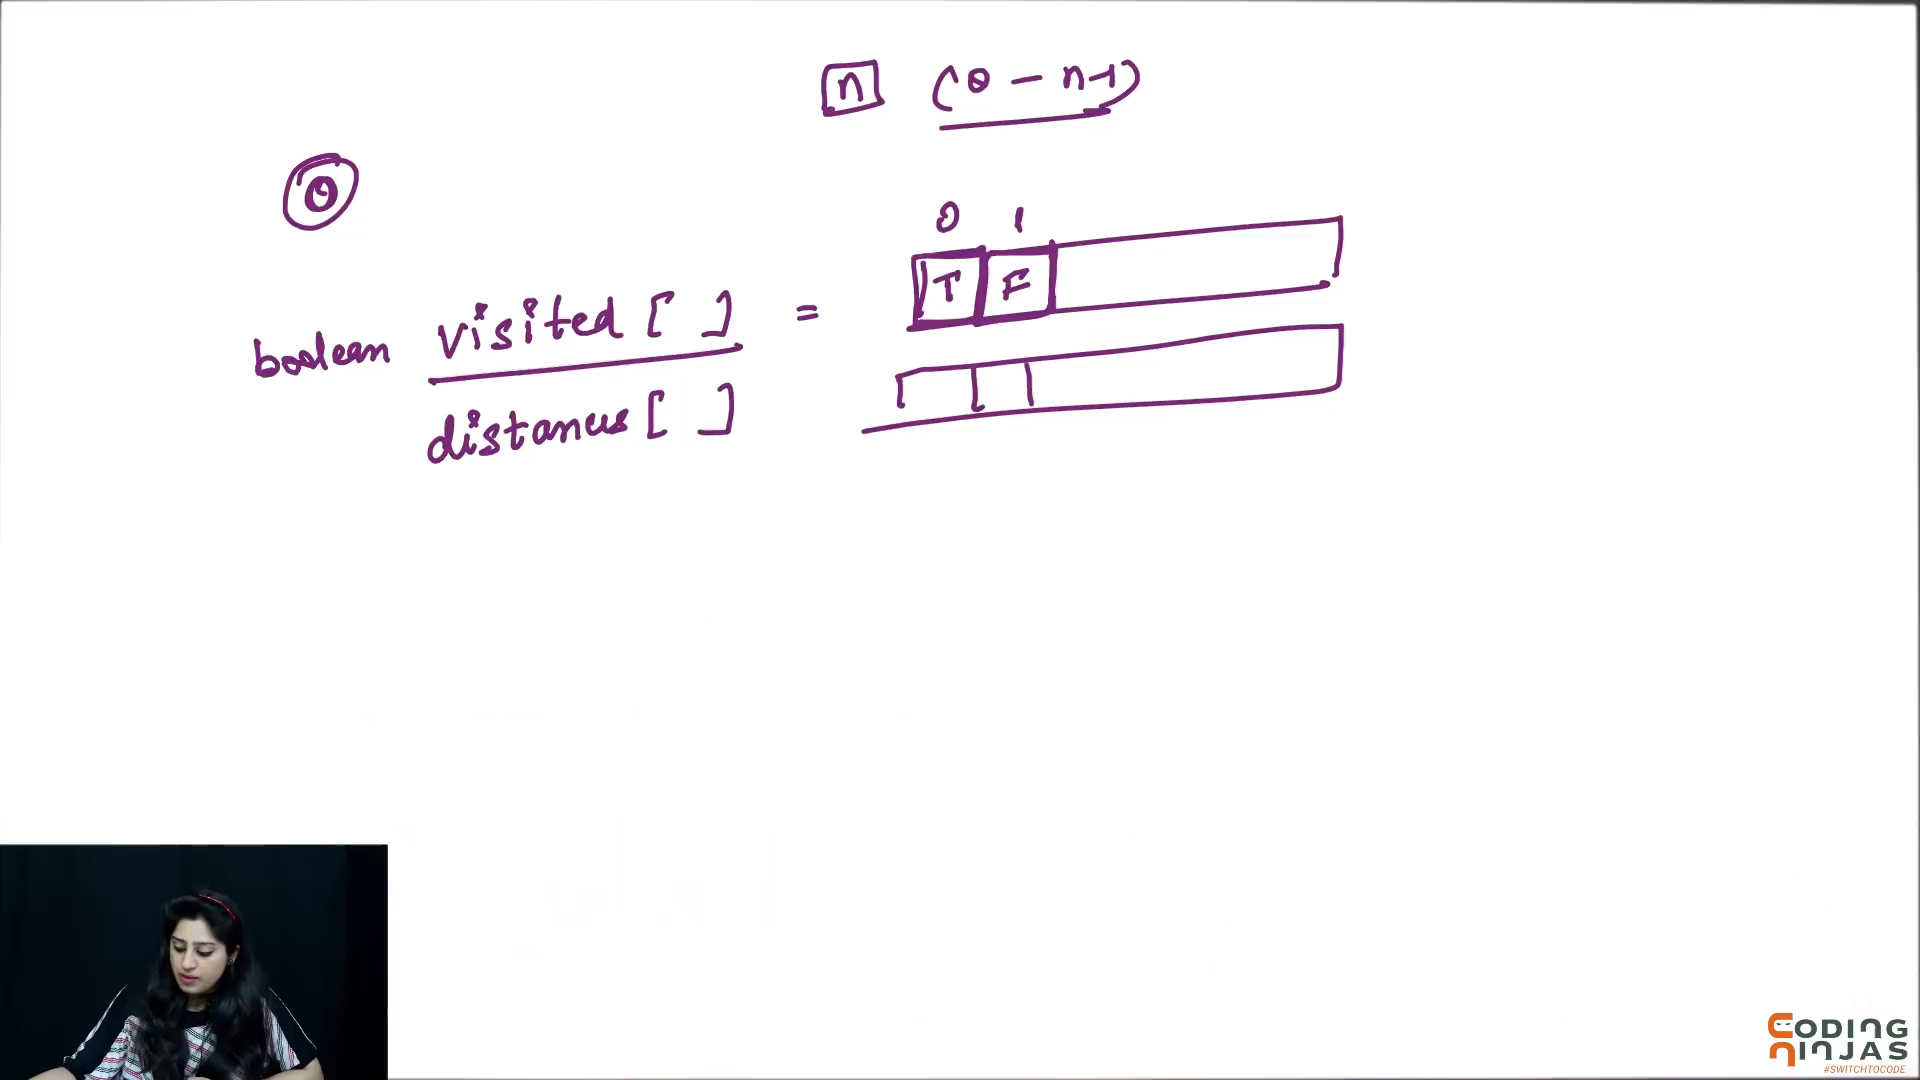 n (0 - n-1)
0
0 1
T F
boolean visited [ ] =
distances [ ]
CODING
NINJAS
#SWITCHTOCODE